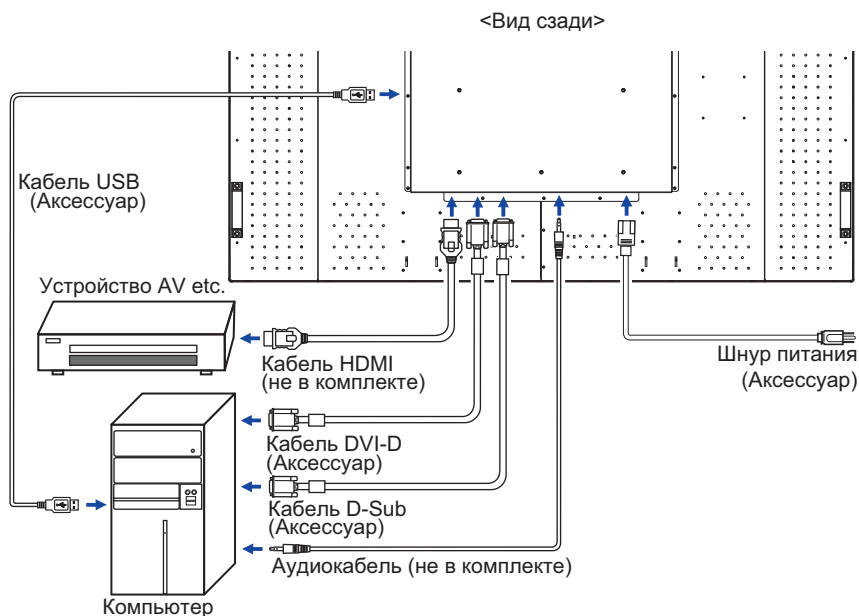 <Вид сзади>
Кабель USB
(Аксессуар)
Устройство AV etc.
Кабель HDMI
(не в комплекте)
Шнур питания
(Аксессуар)
Кабель DVI-D
(Аксессуар)
Кабель D-Sub
(Аксессуар)
Аудиокабель (не в комплекте)
Компьютер